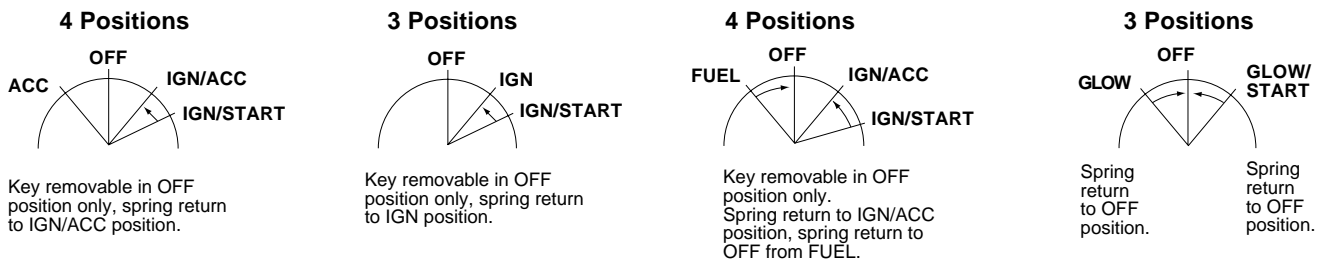 4 Positions
OFF
ACC
IGN/ACC
IGN/START
Key removable in OFF
position only, spring return
to IGN/ACC position.
3 Positions
OFF
IGN
IGN/START
Key removable in OFF
position only, spring return
to IGN position.
4 Positions
OFF
FUEL
IGN/ACC
IGN/START
Key removable in OFF
position only.
Spring return to IGN/ACC
position, spring return to
OFF from FUEL.
3 Positions
OFF
GLOW
GLOW/
START
Spring
return
to OFF
position.
Spring
return
to OFF
position.